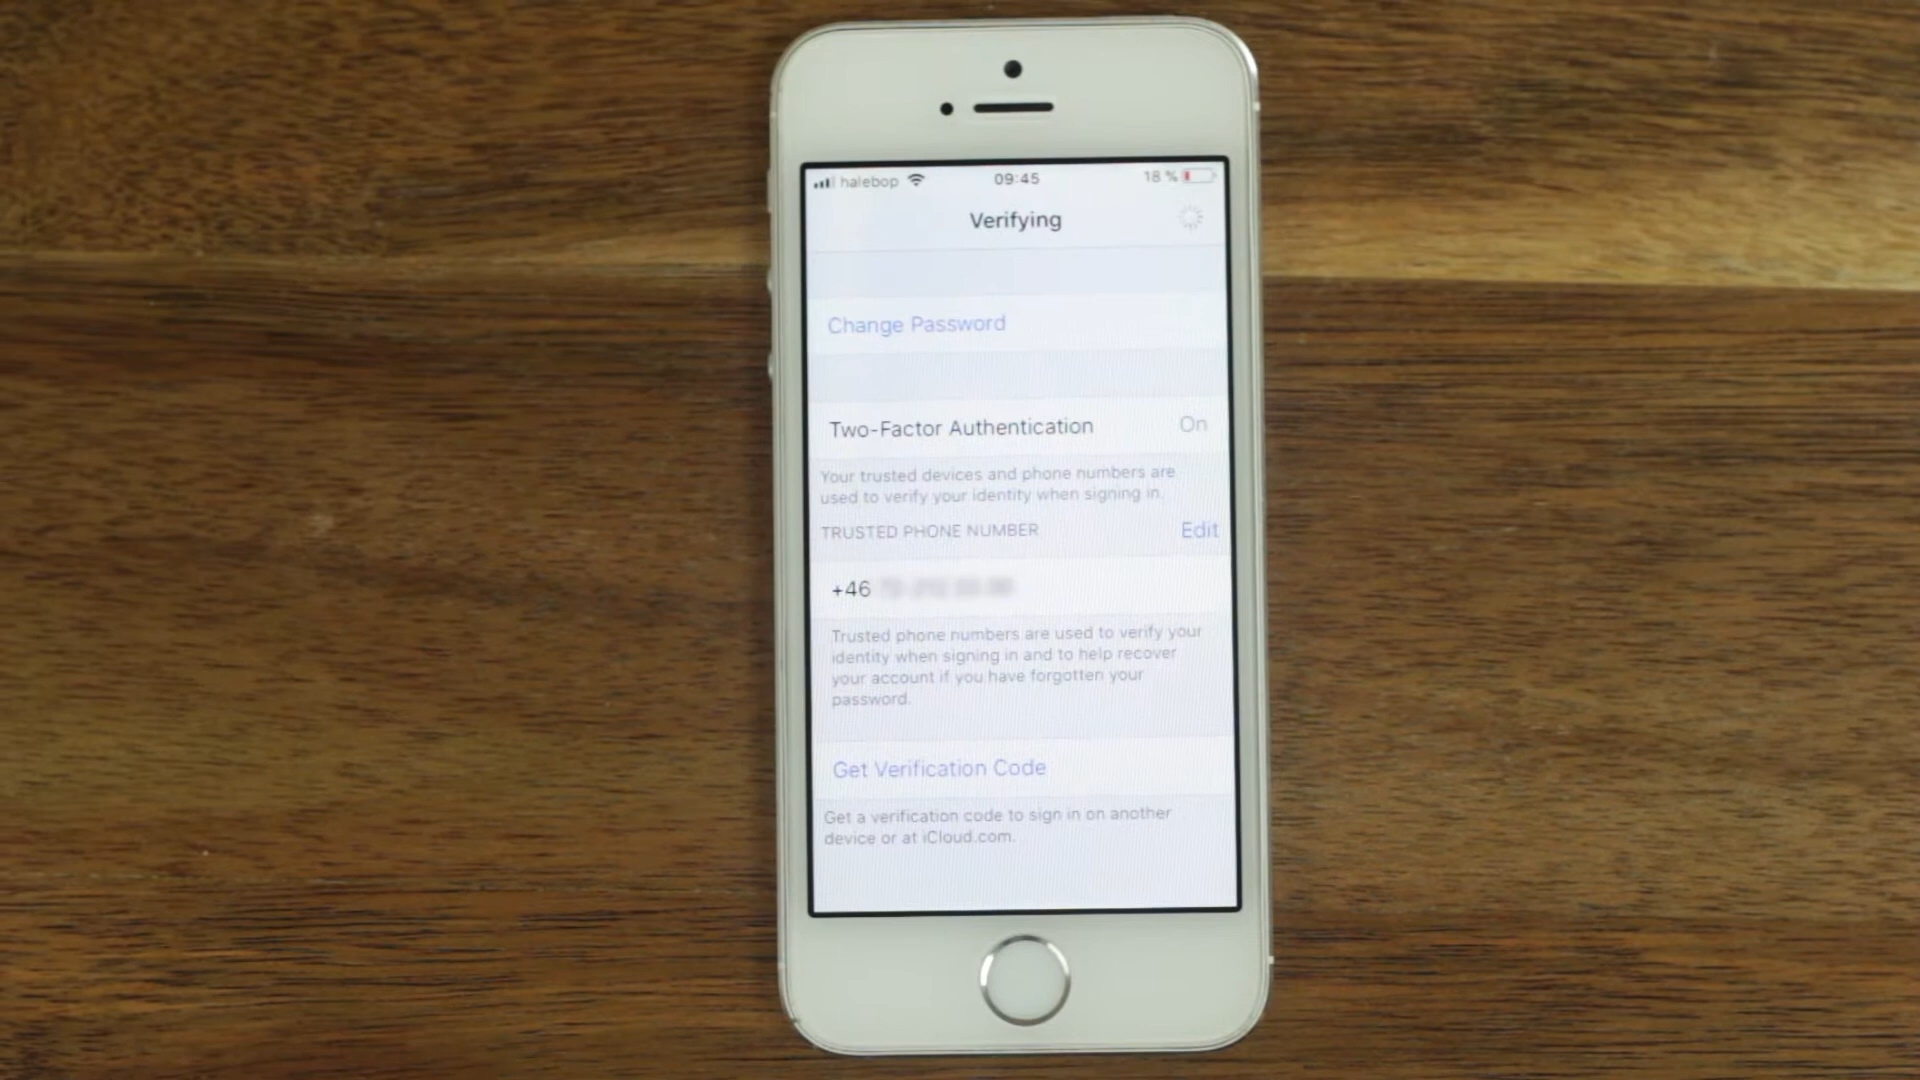 halebop 09:45 18 %
Verifying
Change Password
Two-Factor Authentication On
Your trusted devices and phone numbers are
used to verify your identity when signing in.
TRUSTED PHONE NUMBER Edit
+46
Trusted phone numbers are used to verify your
identity when signing in and to help recover
your account if you have forgotten your
password.
Get Verification Code
Get a verification code to sign in on another
device or at iCloud.com.